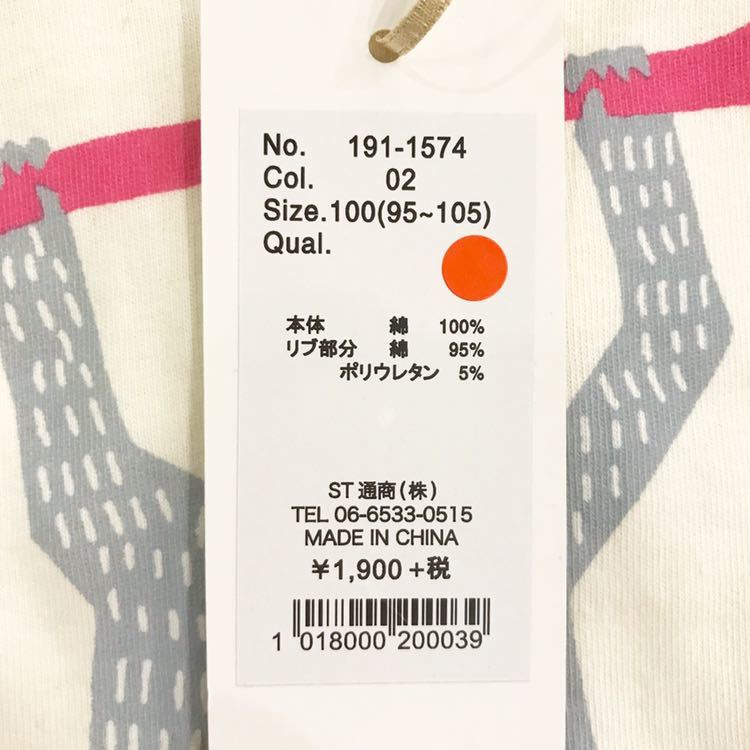 No. 191-1574
Col. 02
Size.100(95~105)
Qual.
本体 綿 100%
リブ部分 綿 95%
ポリウレタン 5%
ST通商(株)
TEL 06-6533-0515
MADE IN CHINA
¥1,900 +税
1 018000 200039